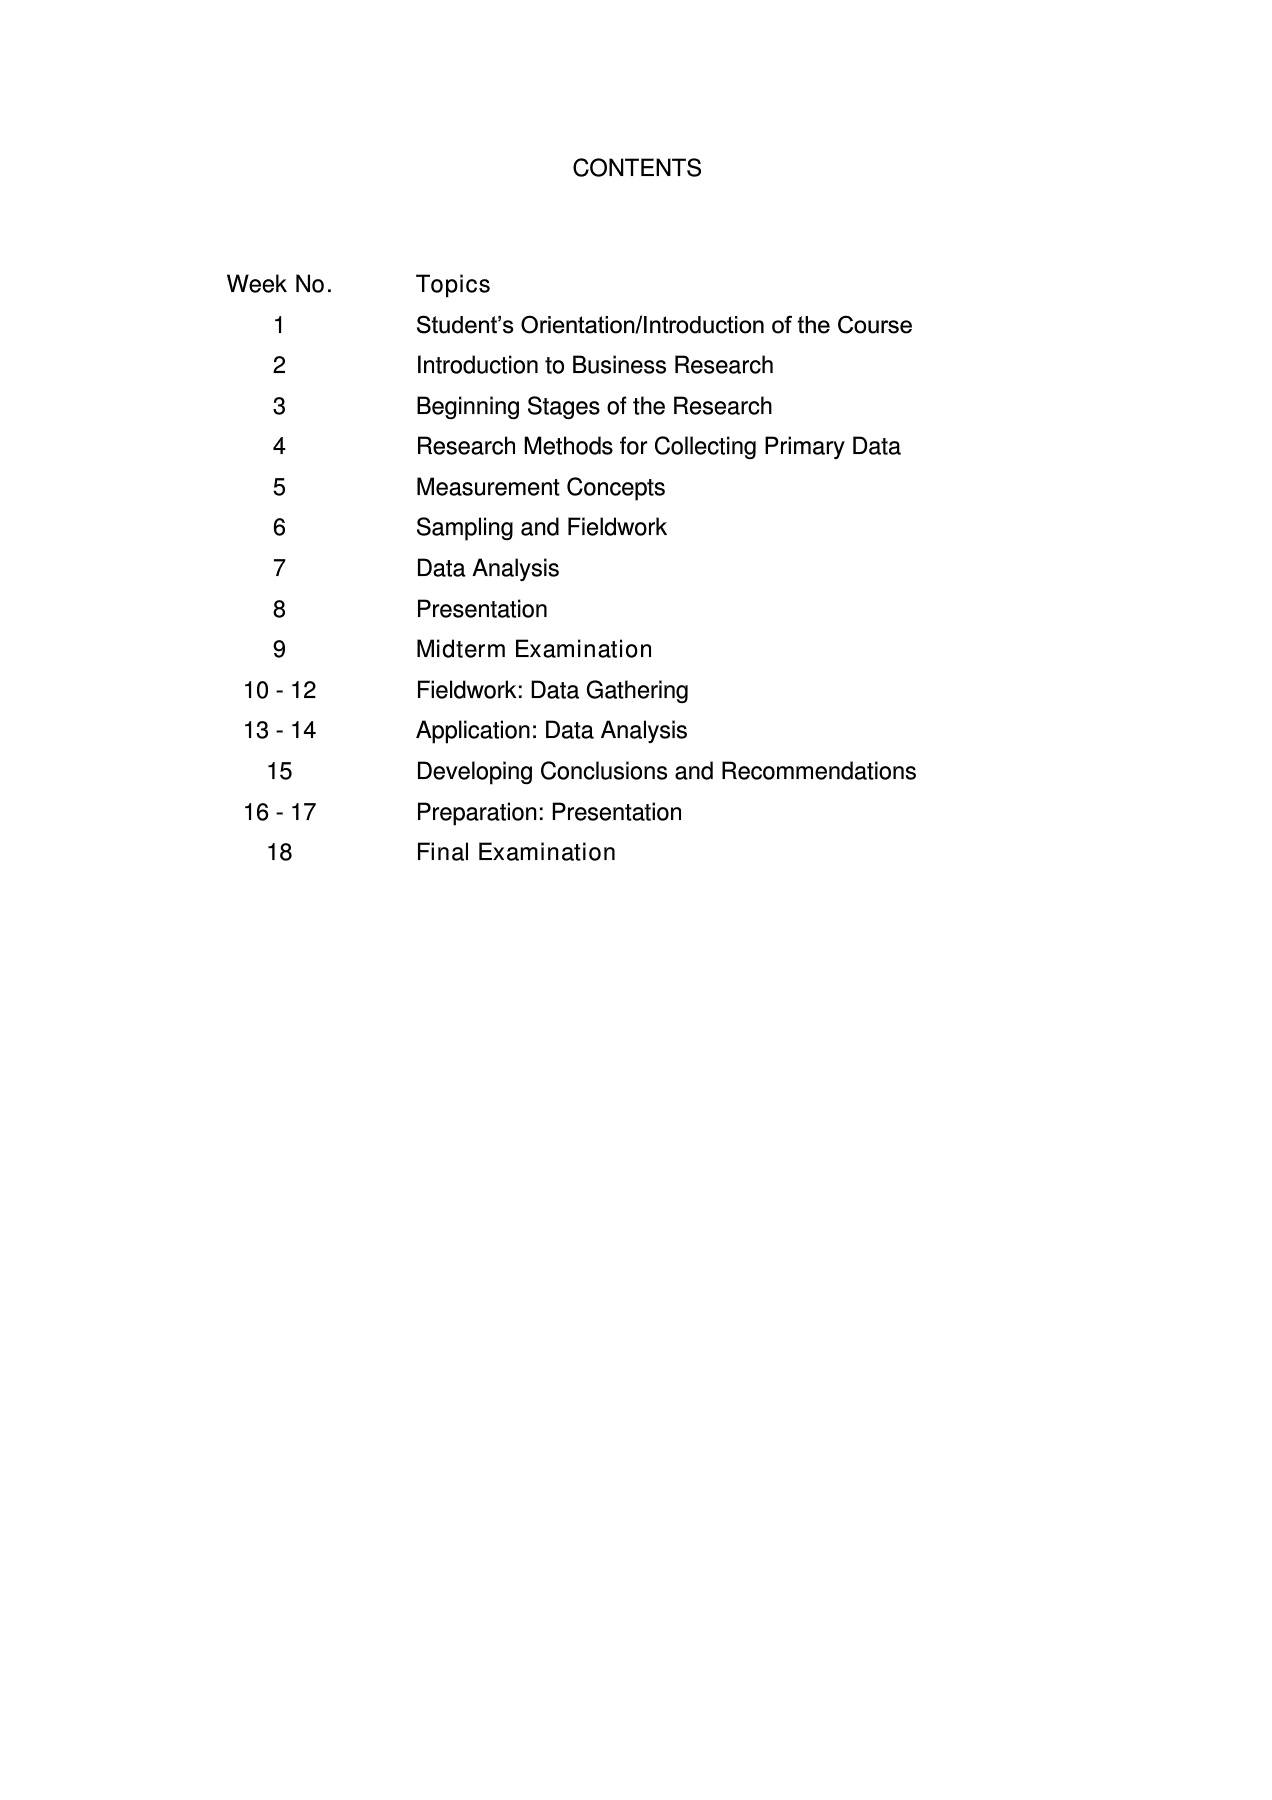 CONTENTS
Week No. Topics
1 Student’s Orientation/Introduction of the Course
2 Introduction to Business Research
3 Beginning Stages of the Research
4 Research Methods for Collecting Primary Data
5 Measurement Concepts
6 Sampling and Fieldwork
7 Data Analysis
8 Presentation
9 Midterm Examination
10 - 12 Fieldwork: Data Gathering
13 - 14 Application: Data Analysis
15 Developing Conclusions and Recommendations
16 - 17 Preparation: Presentation
18 Final Examination